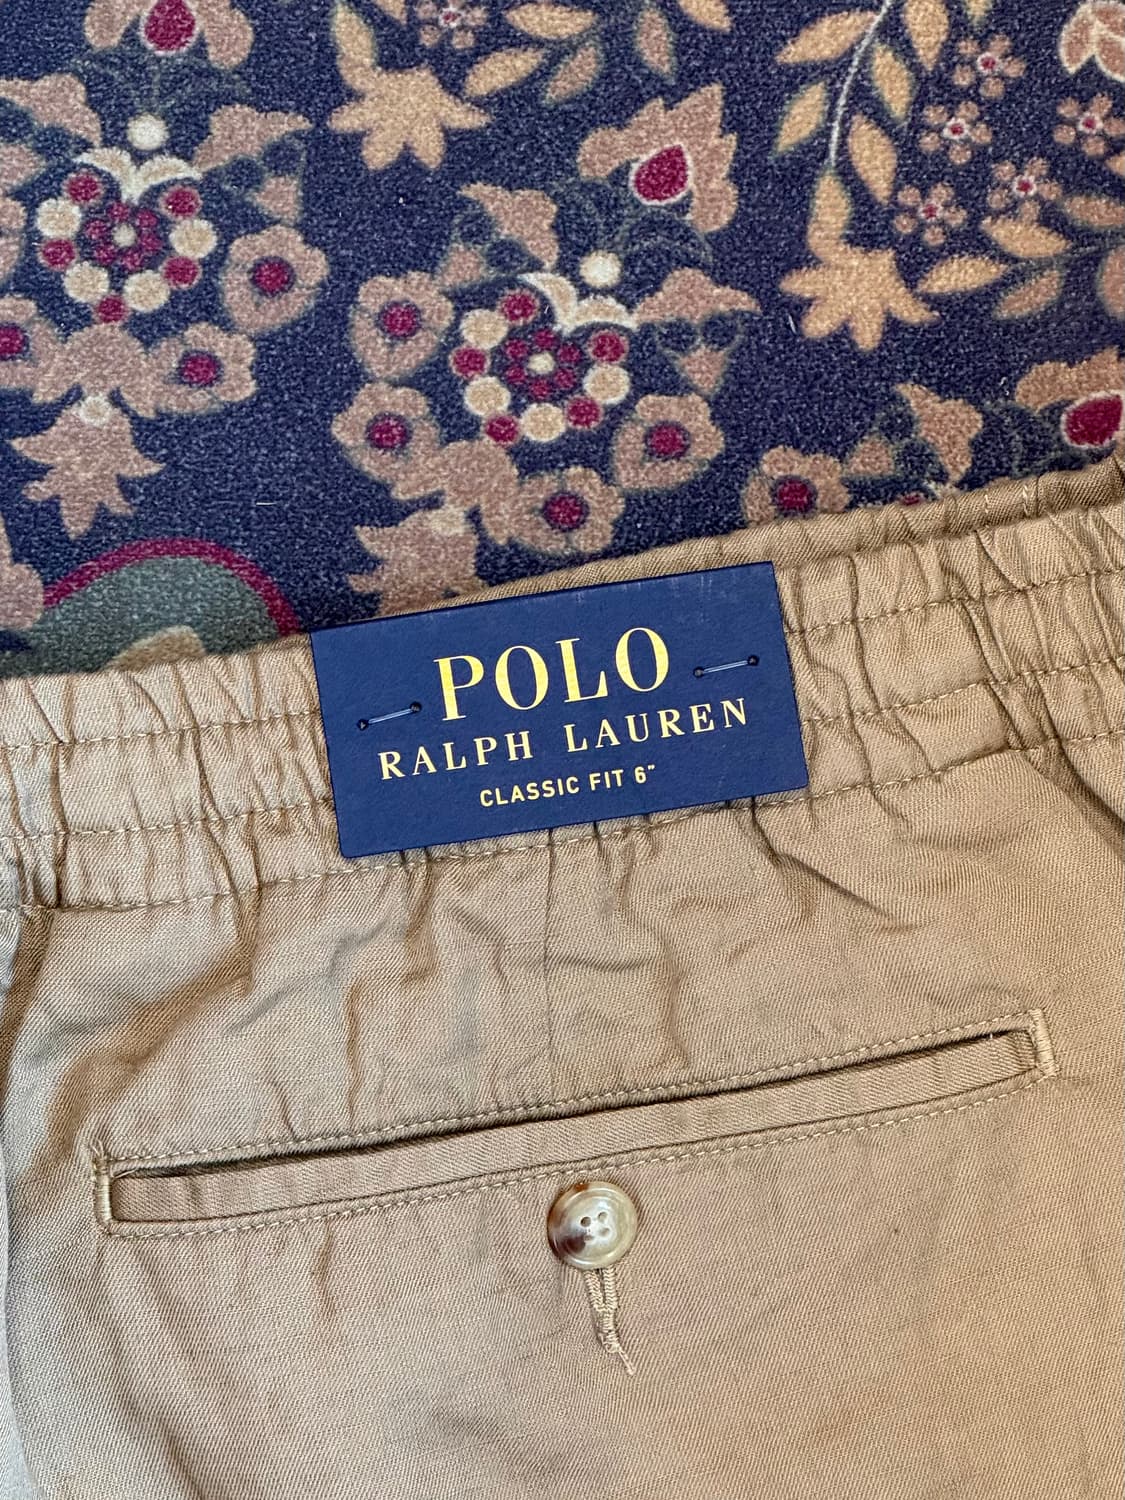 POLO
RALPH LAUREN
CLASSIC FIT 6"